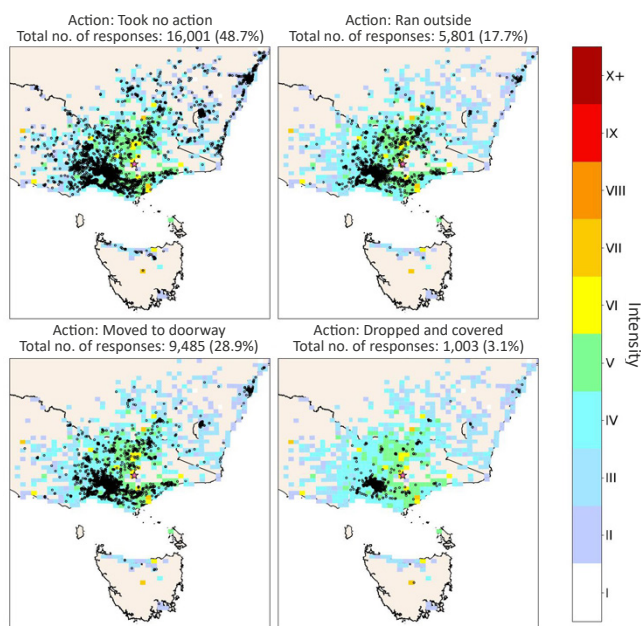 Action: Took no action
Total no. of responses: 16,001 (48.7%)
Action: Ran outside
Total no. of responses: 5,801 (17.7%)
Action: Moved to doorway
Total no. of responses: 9,485 (28.9%)
Action: Dropped and covered
Total no. of responses: 1,003 (3.1%)
X+
IX
VIII
VII
VI
V
IV
III
II
I
Intensity